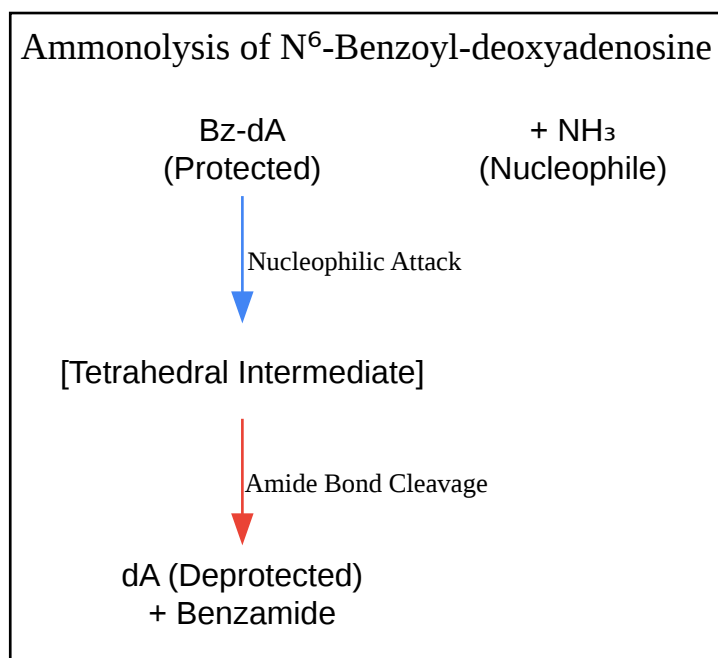 Ammonolysis of N⁶-Benzoyl-deoxyadenosine
Bz-dA
(Protected)
+ NH₃
(Nucleophile)
Nucleophilic Attack
[Tetrahedral Intermediate]
Amide Bond Cleavage
dA (Deprotected)
+ Benzamide